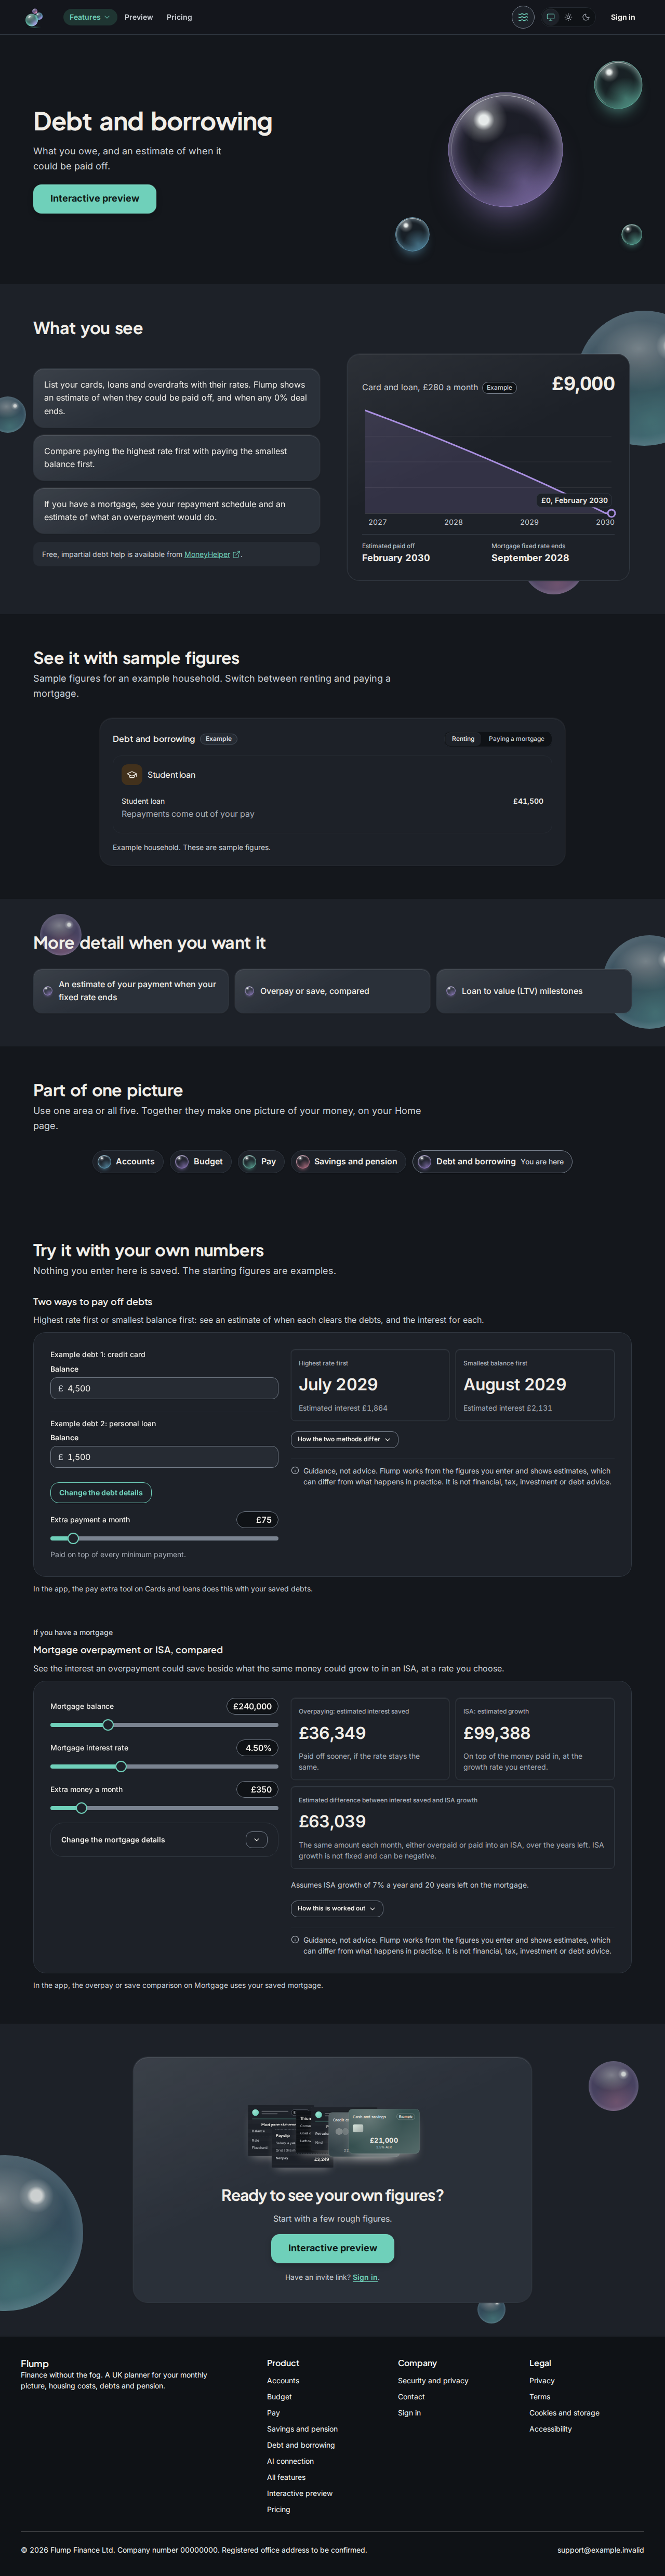 Features
Preview
Pricing
Sign in
Debt and borrowing
What you owe, and an estimate of when it
could be paid off.
Interactive preview
What you see
List your cards, loans and overdrafts with their rates. Flump shows
an estimate of when they could be paid off, and when any 0% deal
ends.
Compare paying the highest rate first with paying the smallest
balance first.
If you have a mortgage, see your repayment schedule and an
estimate of what an overpayment would do.
Free, impartial debt help is available from MoneyHelper.
Card and loan, £280 a month Example
£9,000
£0, February 2030
2027 2028 2029 2030
Estimated paid off
February 2030
Mortgage fixed rate ends
September 2028
See it with sample figures
Sample figures for an example household. Switch between renting and paying a
mortgage.
Debt and borrowing Example
Renting Paying a mortgage
Student loan
Student loan £41,500
Repayments come out of your pay
Example household. These are sample figures.
More detail when you want it
An estimate of your payment when your
fixed rate ends
Overpay or save, compared
Loan to value (LTV) milestones
Part of one picture
Use one area or all five. Together they make one picture of your money, on your Home
page.
Accounts
Budget
Pay
Savings and pension
Debt and borrowing You are here
Try it with your own numbers
Nothing you enter here is saved. The starting figures are examples.
Two ways to pay off debts
Highest rate first or smallest balance first: see an estimate of when each clears the debts, and the interest for each.
Example debt 1: credit card
Balance
£ 4,500
Example debt 2: personal loan
Balance
£ 1,500
Change the debt details
Extra payment a month £75
Paid on top of every minimum payment.
Highest rate first
July 2029
Estimated interest £1,864
Smallest balance first
August 2029
Estimated interest £2,131
How the two methods differ
Guidance, not advice. Flump works from the figures you enter and shows estimates, which
can differ from what happens in practice. It is not financial, tax, investment or debt advice.
In the app, the pay extra tool on Cards and loans does this with your saved debts.
If you have a mortgage
Mortgage overpayment or ISA, compared
See the interest an overpayment could save beside what the same money could grow to in an ISA, at a rate you choose.
Mortgage balance £240,000
Mortgage interest rate 4.50%
Extra money a month £350
Change the mortgage details
Overpaying: estimated interest saved
£36,349
Paid off sooner, if the rate stays the
same.
ISA: estimated growth
£99,388
On top of the money paid in, at the
growth rate you entered.
Estimated difference between interest saved and ISA growth
£63,039
The same amount each month, either overpaid or paid into an ISA, over the years left. ISA
growth is not fixed and can be negative.
Assumes ISA growth of 7% a year and 20 years left on the mortgage.
How this is worked out
Guidance, not advice. Flump works from the figures you enter and shows estimates, which
can differ from what happens in practice. It is not financial, tax, investment or debt advice.
In the app, the overpay or save comparison on Mortgage uses your saved mortgage.
Cash and savings Example
£21,000
Payslip
£3,249
Ready to see your own figures?
Start with a few rough figures.
Interactive preview
Have an invite link? Sign in.
Flump
Finance without the fog. A UK planner for your monthly
picture, housing costs, debts and pension.
Product
Accounts
Budget
Pay
Savings and pension
Debt and borrowing
AI connection
All features
Interactive preview
Pricing
Company
Security and privacy
Contact
Sign in
Legal
Privacy
Terms
Cookies and storage
Accessibility
© 2026 Flump Finance Ltd. Company number 00000000. Registered office address to be confirmed.
support@example.invalid